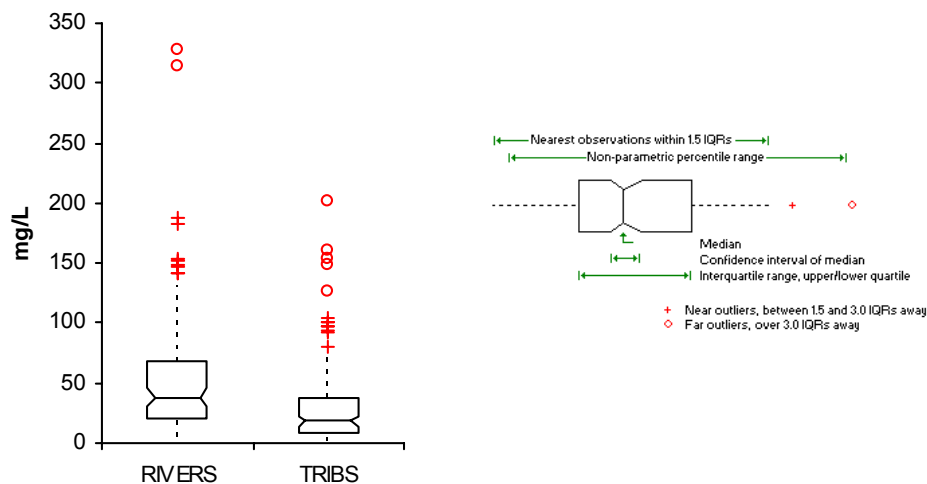 350
300
250
200
150
100
50
0
mg/L
RIVERS
TRIBS
Nearest observations within 1.5 IQRs
Non-parametric percentile range
Median
Confidence interval of median
Interquartile range, upper/lower quartile
Near outliers, between 1.5 and 3.0 IQRs away
Far outliers, over 3.0 IQRs away